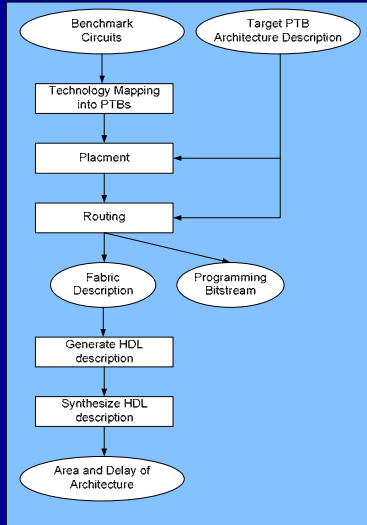 Benchmark
Circuits
Target PTB
Architecture Description
Technology Mapping
into PTBs
Placment
Routing
Fabric
Description
Programming
Bitstream
Generate HDL
description
Synthesize HDL
description
Area and Delay of
Architecture